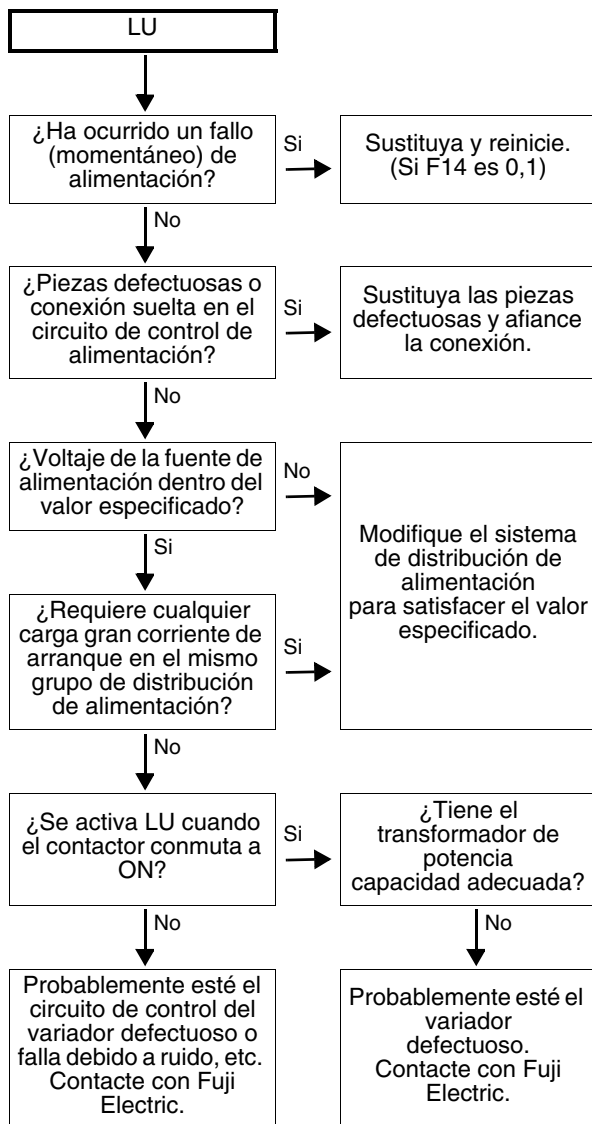 LU
¿Ha ocurrido un fallo
(momentáneo) de
alimentación?
Si
Sustituya y reinicie.
(Si F14 es 0,1)
No
¿Piezas defectuosas o
conexión suelta en el
circuito de control de
alimentación?
Si
Sustituya las piezas
defectuosas y afiance
la conexión.
No
¿Voltaje de la fuente de
alimentación dentro del
valor especificado?
No
Modifique el sistema
de distribución de
alimentación
para satisfacer el valor
especificado.
Si
¿Requiere cualquier
carga gran corriente de
arranque en el mismo
grupo de distribución
de alimentación?
Si
No
¿Se activa LU cuando
el contactor conmuta a
ON?
Si
¿Tiene el
transformador de
potencia
capacidad adecuada?
No
No
Probablemente esté el
circuito de control del
variador defectuoso o
falla debido a ruido, etc.
Contacte con Fuji
Electric.
Probablemente esté el
variador
defectuoso.
Contacte con Fuji
Electric.